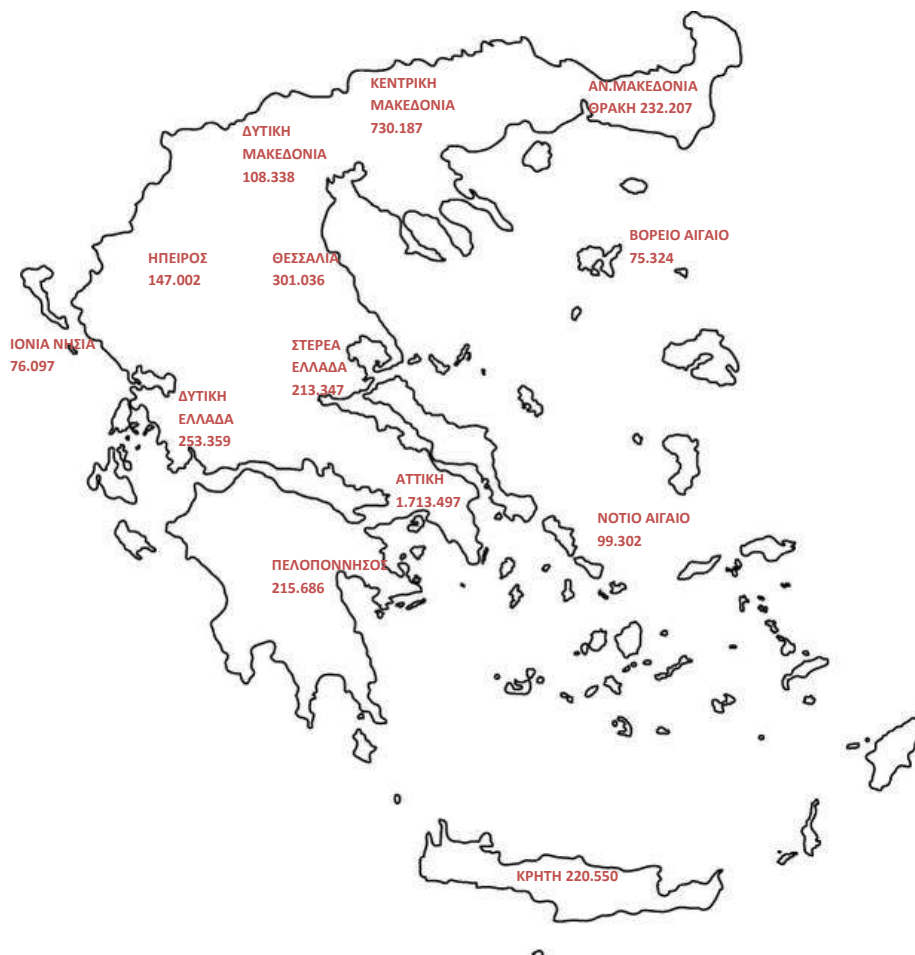 ΚΕΝΤΡΙΚΗ
ΜΑΚΕΔΟΝΙΑ
730.187
ΑΝ.ΜΑΚΕΔΟΝΙΑ
ΘΡΑΚΗ 232.207
ΔΥΤΙΚΗ
ΜΑΚΕΔΟΝΙΑ
108.338
ΒΟΡΕΙΟ ΑΙΓΑΙΟ
75.324
ΗΠΕΙΡΟΣ
147.002
ΘΕΣΣΑΛΙΑ
301.036
ΙΟΝΙΑ ΝΗΣΙΑ
76.097
ΣΤΕΡΕΑ
ΕΛΛΑΔΑ
213.347
ΔΥΤΙΚΗ
ΕΛΛΑΔΑ
253.359
ΑΤΤΙΚΗ
1.713.497
ΝΟΤΙΟ ΑΙΓΑΙΟ
99.302
ΠΕΛΟΠΟΝΝΗΣΟΣ
215.686
ΚΡΗΤΗ 220.550